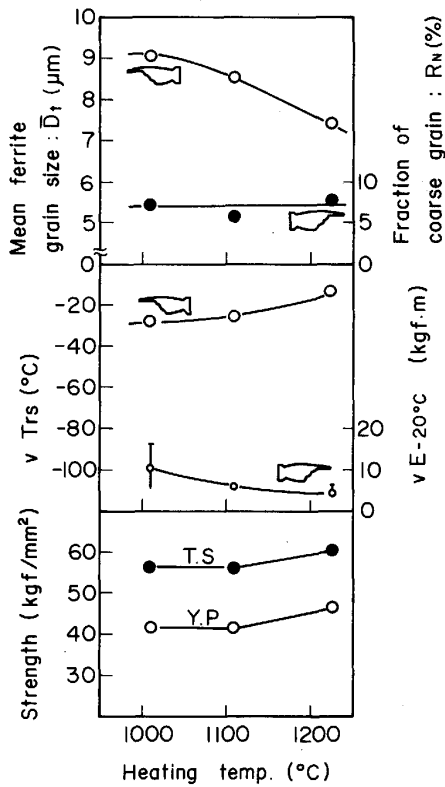 Mean ferrite
grain size : D̄t (μm)
10
9
8
7
6
5
10
5
0
Fraction of
coarse grain : RN (%)
v Trs (°C)
-0
-20
-40
-60
-80
-100
20
10
0
v E-20°C (kgf·m)
Strength (kgf/mm²)
60
50
40
30
T.S
Y.P
1000 1100 1200
Heating temp. (°C)